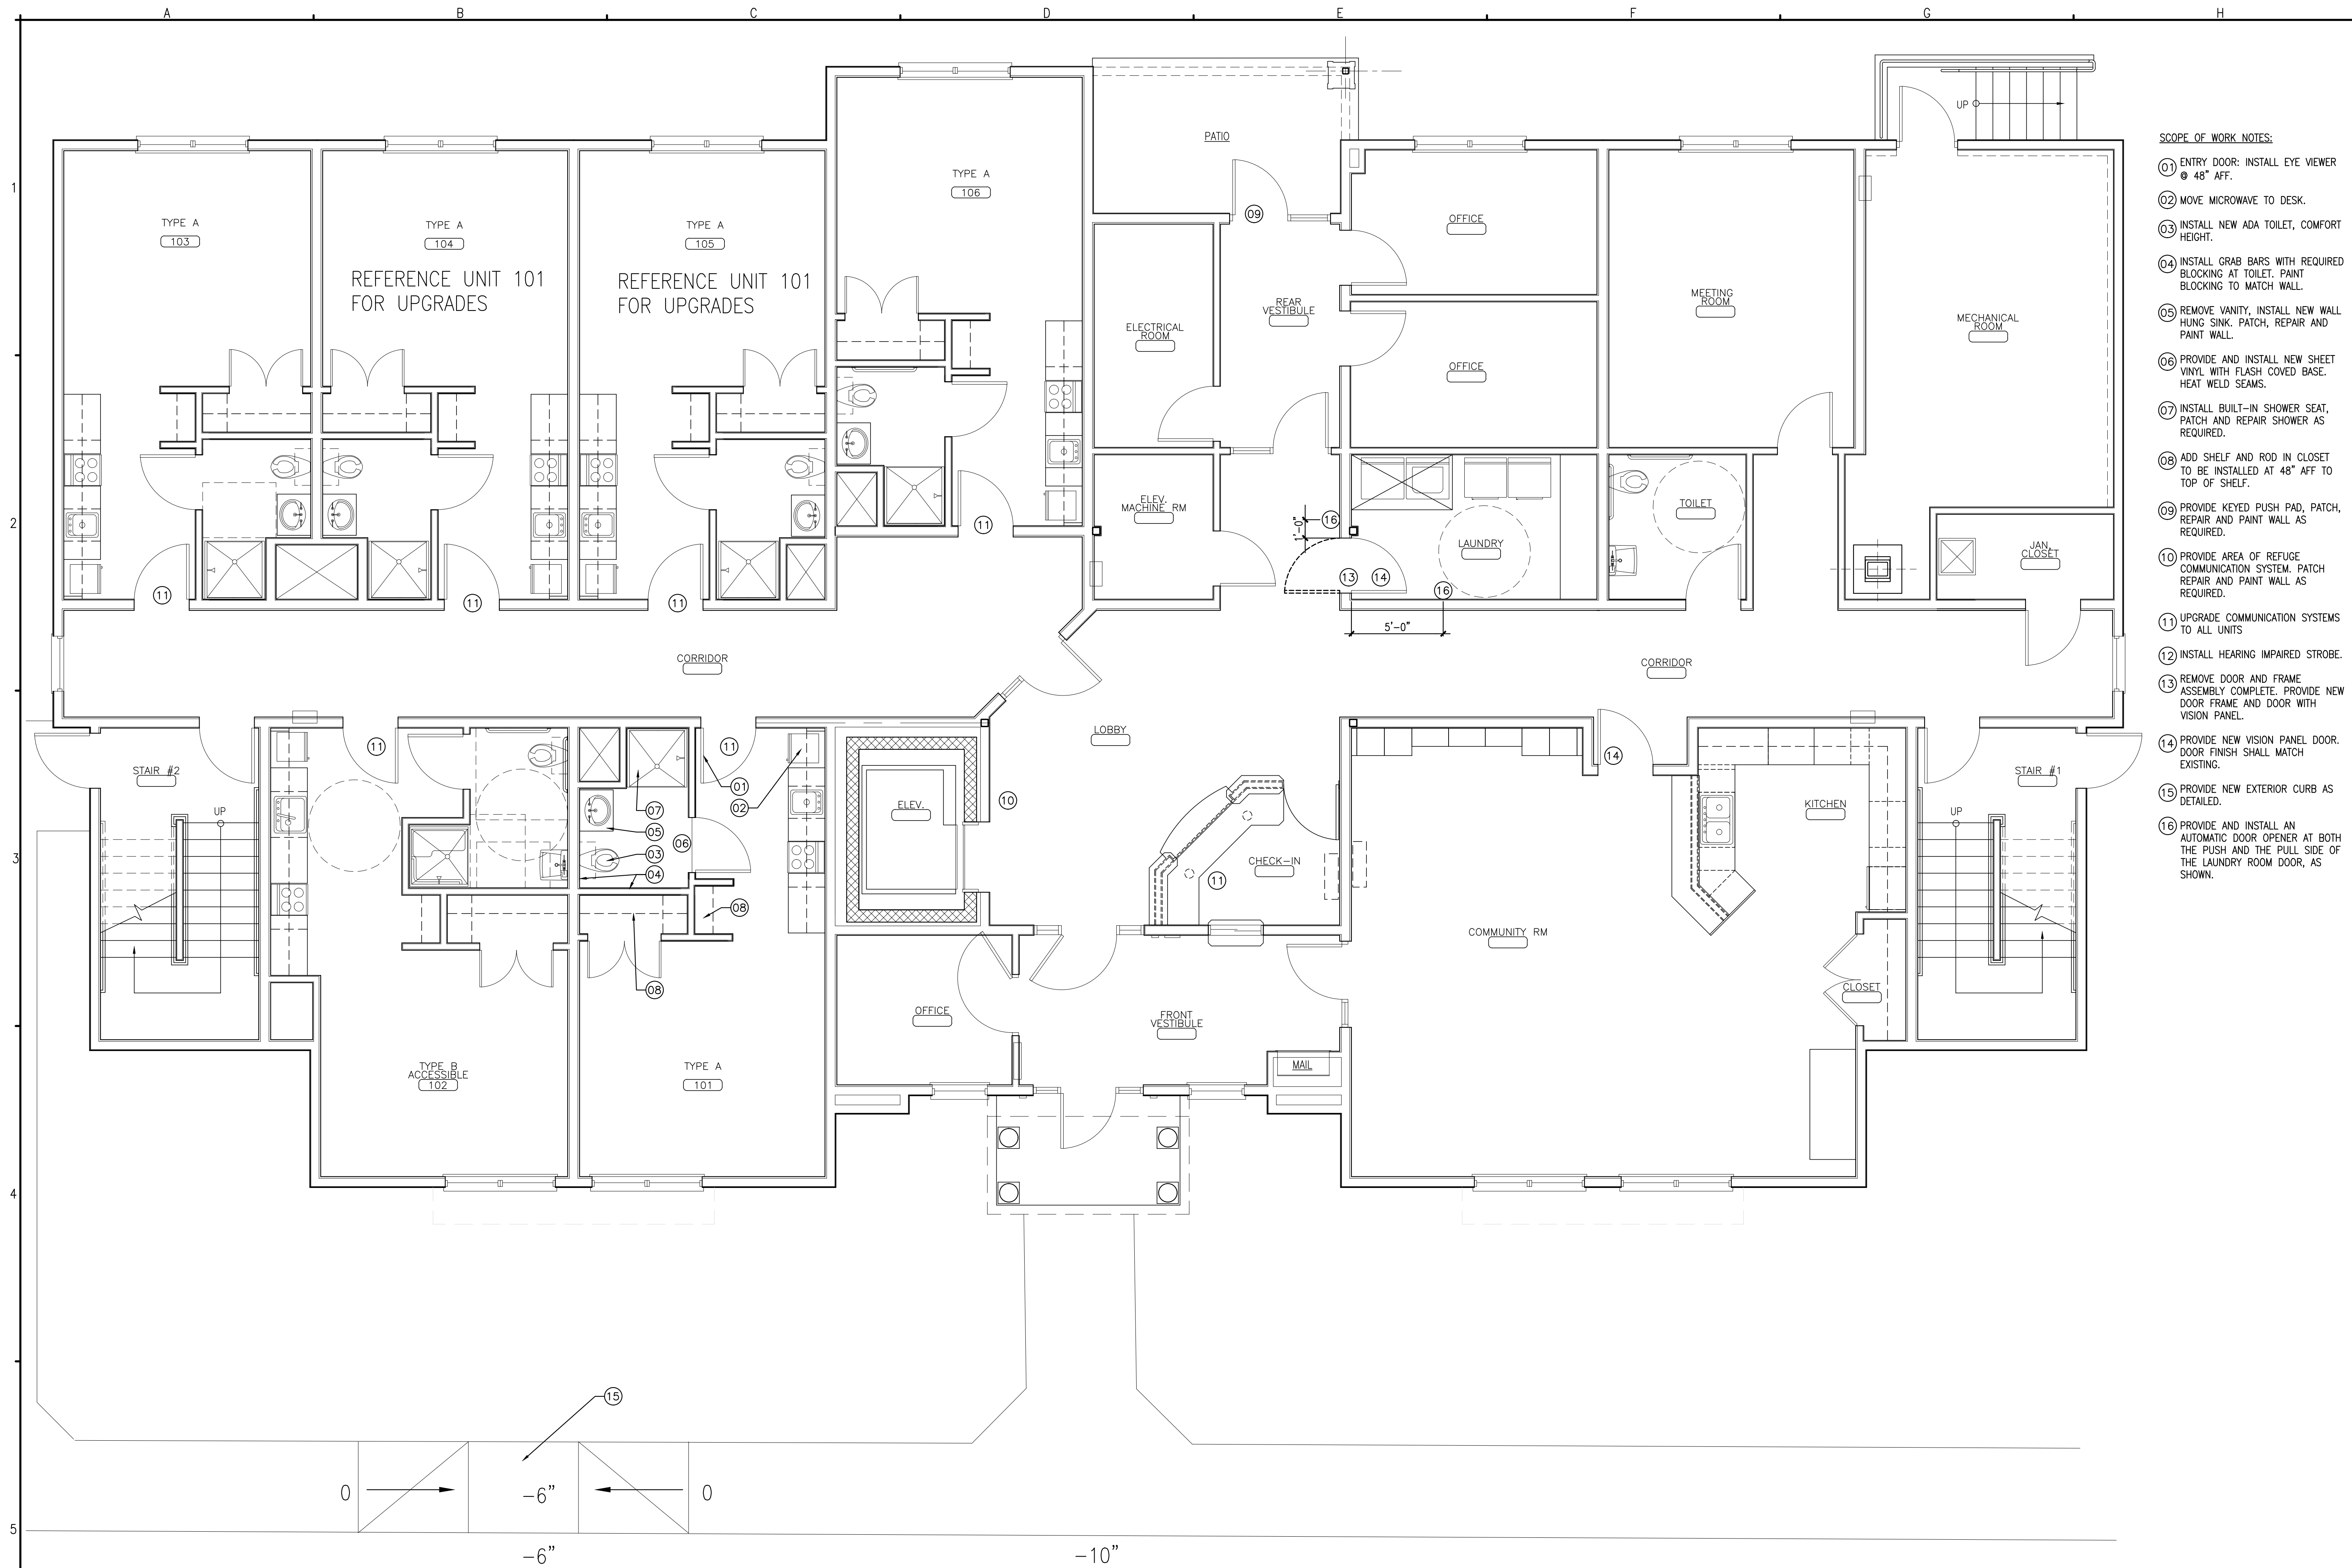 A B C D E F G H
1
2
3
4
5
UP
PATIO
TYPE A
103
TYPE A
104
REFERENCE UNIT 101
FOR UPGRADES
TYPE A
105
REFERENCE UNIT 101
FOR UPGRADES
TYPE A
106
09
OFFICE
REAR
VESTIBULE
ELECTRICAL
ROOM
OFFICE
MEETING
ROOM
MECHANICAL
ROOM
ELEV.
MACHINE RM
1'-0"
16
13
14
16
5'-0"
LAUNDRY
TOILET
JAN.
CLOSET
11
11
11
11
CORRIDOR
CORRIDOR
STAIR #2
UP
11
11
01
02
07
05
06
03
04
08
08
ELEV.
10
LOBBY
CHECK-IN
11
14
KITCHEN
STAIR #1
UP
COMMUNITY RM
CLOSET
OFFICE
FRONT
VESTIBULE
MAIL
TYPE B
ACCESSIBLE
102
TYPE A
101
15
0
-6"
0
-6"
-10"
SCOPE OF WORK NOTES:
01 ENTRY DOOR: INSTALL EYE VIEWER
@ 48" AFF.
02 MOVE MICROWAVE TO DESK.
03 INSTALL NEW ADA TOILET, COMFORT
HEIGHT.
04 INSTALL GRAB BARS WITH REQUIRED
BLOCKING AT TOILET. PAINT
BLOCKING TO MATCH WALL.
05 REMOVE VANITY, INSTALL NEW WALL
HUNG SINK. PATCH, REPAIR AND
PAINT WALL.
06 PROVIDE AND INSTALL NEW SHEET
VINYL WITH FLASH COVED BASE.
HEAT WELD SEAMS.
07 INSTALL BUILT-IN SHOWER SEAT,
PATCH AND REPAIR SHOWER AS
REQUIRED.
08 ADD SHELF AND ROD IN CLOSET
TO BE INSTALLED AT 48" AFF TO
TOP OF SHELF.
09 PROVIDE KEYED PUSH PAD, PATCH,
REPAIR AND PAINT WALL AS
REQUIRED.
10 PROVIDE AREA OF REFUGE
COMMUNICATION SYSTEM. PATCH
REPAIR AND PAINT WALL AS
REQUIRED.
11 UPGRADE COMMUNICATION SYSTEMS
TO ALL UNITS
12 INSTALL HEARING IMPAIRED STROBE.
13 REMOVE DOOR AND FRAME
ASSEMBLY COMPLETE. PROVIDE NEW
DOOR FRAME AND DOOR WITH
VISION PANEL.
14 PROVIDE NEW VISION PANEL DOOR.
DOOR FINISH SHALL MATCH
EXISTING.
15 PROVIDE NEW EXTERIOR CURB AS
DETAILED.
16 PROVIDE AND INSTALL AN
AUTOMATIC DOOR OPENER AT BOTH
THE PUSH AND THE PULL SIDE OF
THE LAUNDRY ROOM DOOR, AS
SHOWN.